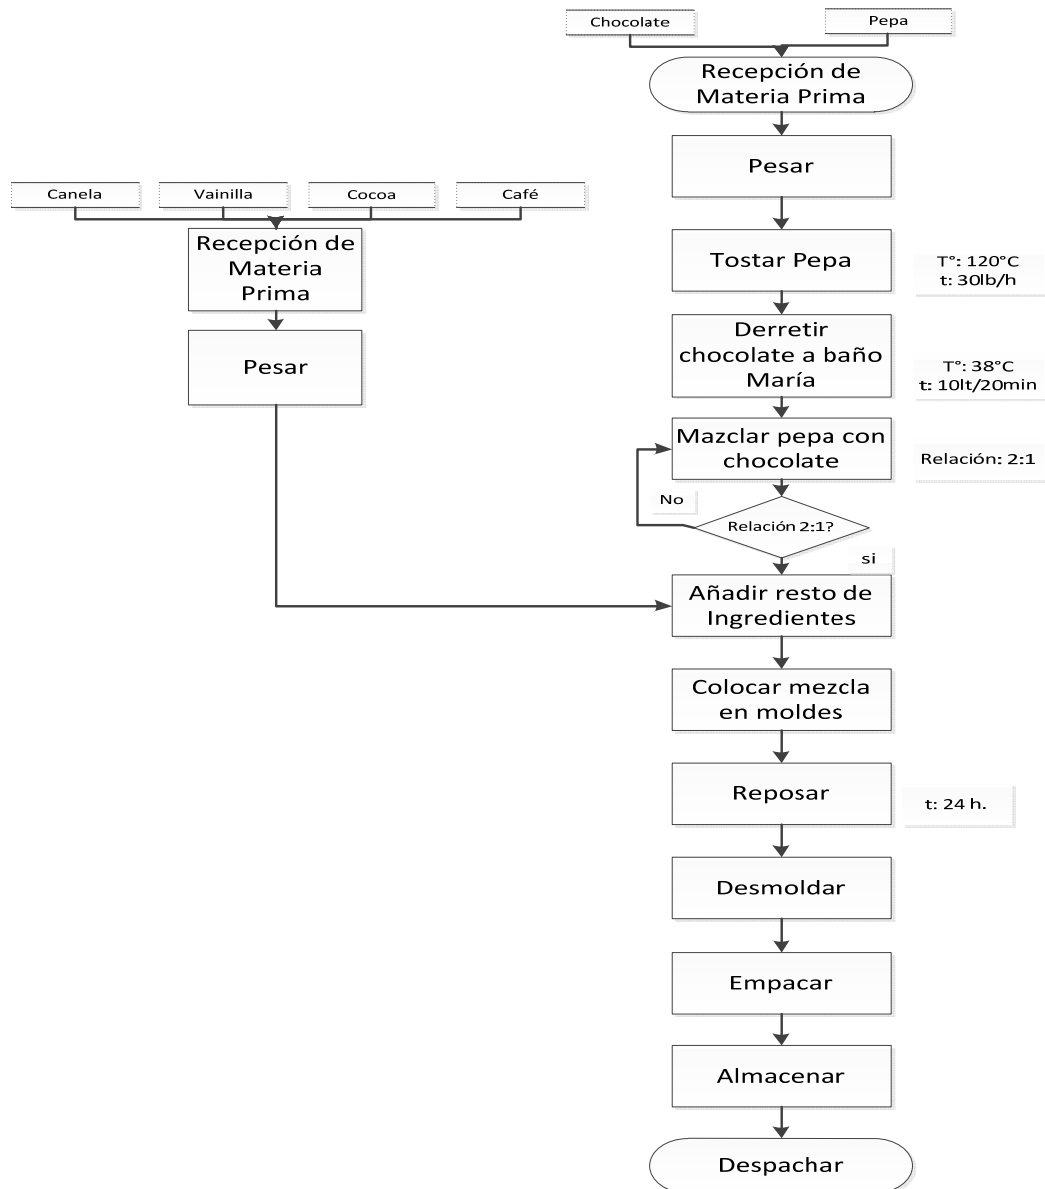 Chocolate
Pepa
Recepción de
Materia Prima
Pesar
Canela
Vainilla
Cocoa
Café
Recepción de
Materia
Prima
Pesar
Tostar Pepa
T°: 120°C
t: 30lb/h
Derretir
chocolate a baño
María
T°: 38°C
t: 10lt/20min
Mazclar pepa con
chocolate
Relación: 2:1
No
Relación 2:1?
si
Añadir resto de
Ingredientes
Colocar mezcla
en moldes
Reposar
t: 24 h.
Desmoldar
Empacar
Almacenar
Despachar